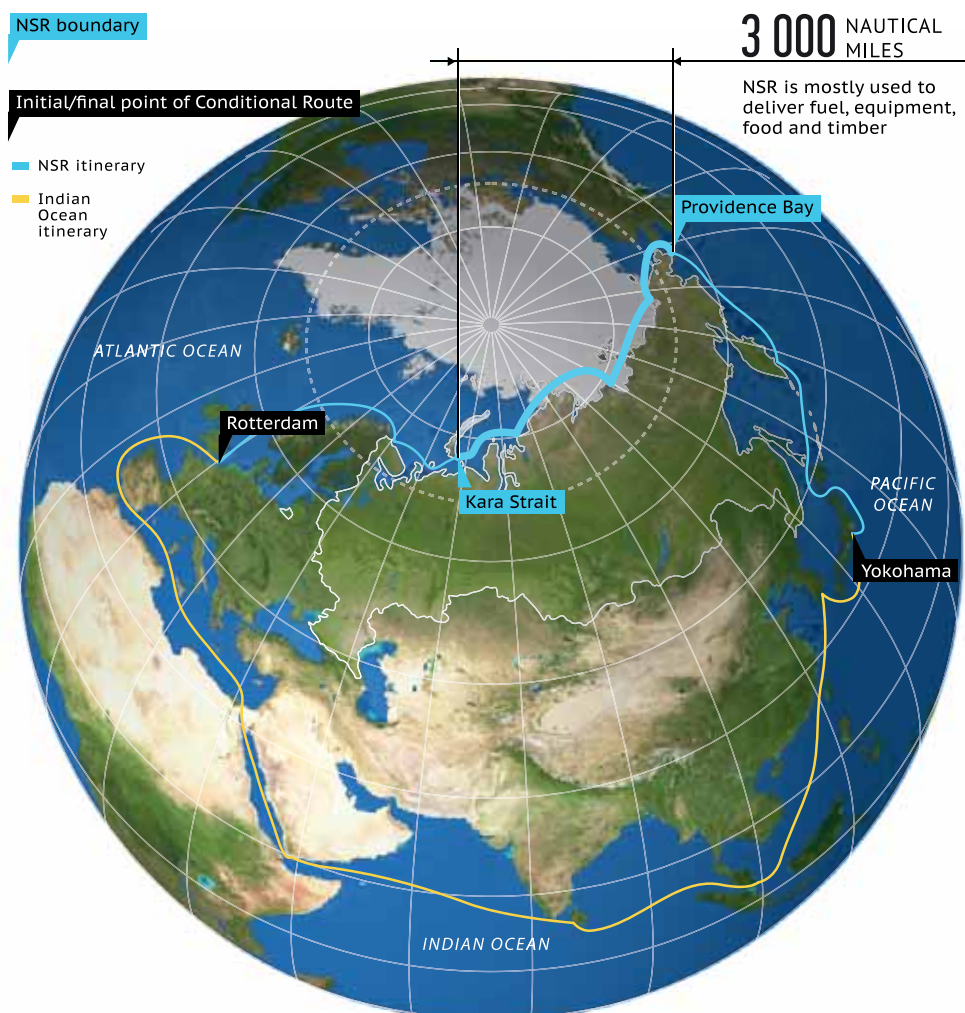 NSR boundary
3 000 NAUTICAL
MILES
NSR is mostly used to
deliver fuel, equipment,
food and timber
Initial/final point of Conditional Route
NSR itinerary
Indian
Ocean
itinerary
Providence Bay
ATLANTIC OCEAN
Rotterdam
Kara Strait
PACIFIC
OCEAN
Yokohama
INDIAN OCEAN